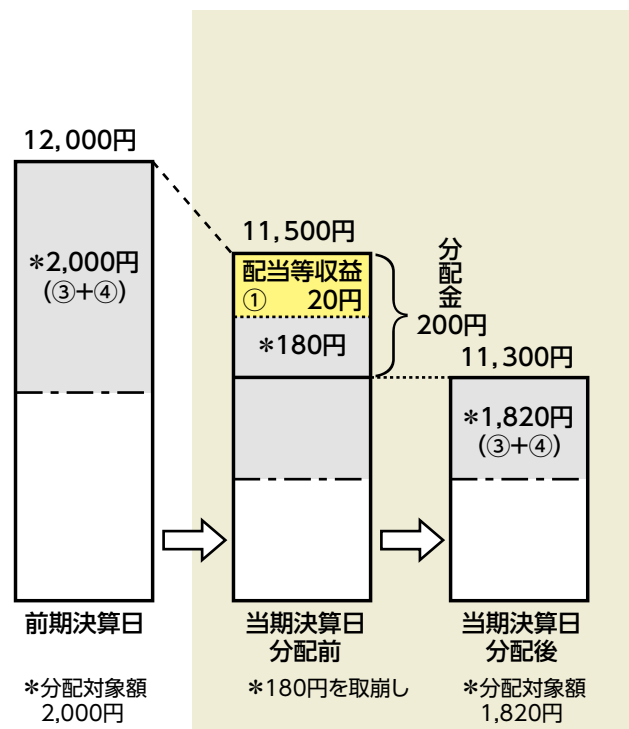 12,000円
*2,000円
(③+④)
前期決算日
*分配対象額
2,000円
11,500円
配当等収益
① 20円
*180円
分配金
200円
当期決算日
分配前
*180円を取崩し
11,300円
*1,820円
(③+④)
当期決算日
分配後
*分配対象額
1,820円